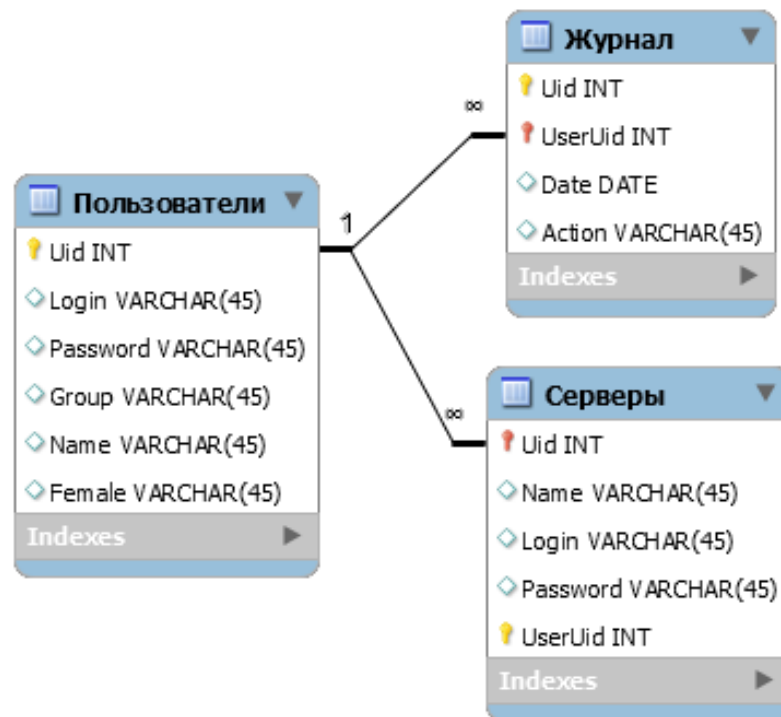 Пользователи
Uid INT
Login VARCHAR(45)
Password VARCHAR(45)
Group VARCHAR(45)
Name VARCHAR(45)
Female VARCHAR(45)
Indexes
1
∞
∞
Журнал
Uid INT
UserUid INT
Date DATE
Action VARCHAR(45)
Indexes
Серверы
Uid INT
Name VARCHAR(45)
Login VARCHAR(45)
Password VARCHAR(45)
UserUid INT
Indexes